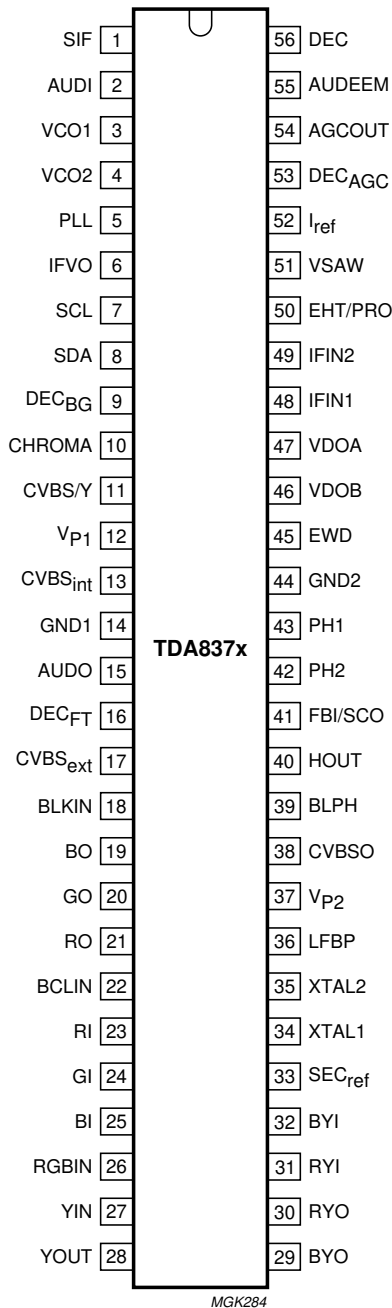 SIF 1 56 DEC
AUDI 2 55 AUDEEM
VCO1 3 54 AGCOUT
VCO2 4 53 DECAGC
PLL 5 52 Iref
IFVO 6 51 VSAW
SCL 7 50 EHT/PRO
SDA 8 49 IFIN2
DECBG 9 48 IFIN1
CHROMA 10 47 VDOA
CVBS/Y 11 46 VDOB
VP1 12 45 EWD
CVBSint 13 44 GND2
GND1 14 43 PH1
TDA837x
AUDO 15 42 PH2
DECFT 16 41 FBI/SCO
CVBSext 17 40 HOUT
BLKIN 18 39 BLPH
BO 19 38 CVBSO
GO 20 37 VP2
RO 21 36 LFBP
BCLIN 22 35 XTAL2
RI 23 34 XTAL1
GI 24 33 SECref
BI 25 32 BYI
RGBIN 26 31 RYI
YIN 27 30 RYO
YOUT 28 29 BYO
MGK284